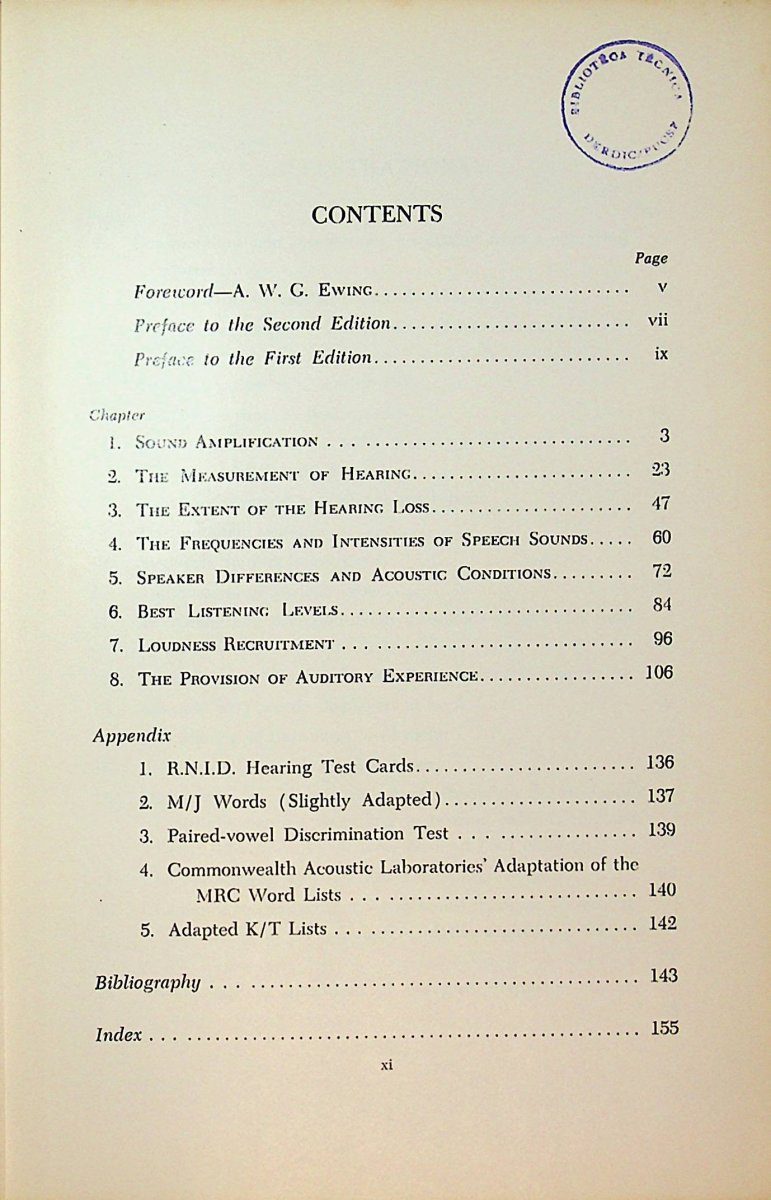 BIBLIOTECA TÉCNICA
DERDIC/PUCSP
CONTENTS
Page
Foreword—A. W. G. EWING............................ v
Preface to the Second Edition........................... vii
Preface to the First Edition............................. ix
Chapter
1. SOUND AMPLIFICATION ................................ 3
2. THE MEASUREMENT OF HEARING........................ 23
3. THE EXTENT OF THE HEARING LOSS...................... 47
4. THE FREQUENCIES AND INTENSITIES OF SPEECH SOUNDS..... 60
5. SPEAKER DIFFERENCES AND ACOUSTIC CONDITIONS......... 72
6. BEST LISTENING LEVELS................................ 84
7. LOUDNESS RECRUITMENT .............................. 96
8. THE PROVISION OF AUDITORY EXPERIENCE................. 106
Appendix
1. R.N.I.D. Hearing Test Cards........................ 136
2. M/J Words (Slightly Adapted)..................... 137
3. Paired-vowel Discrimination Test .................. 139
4. Commonwealth Acoustic Laboratories' Adaptation of the
MRC Word Lists .............................. 140
5. Adapted K/T Lists ................................ 142
Bibliography ............................................ 143
Index .................................................. 155
xi